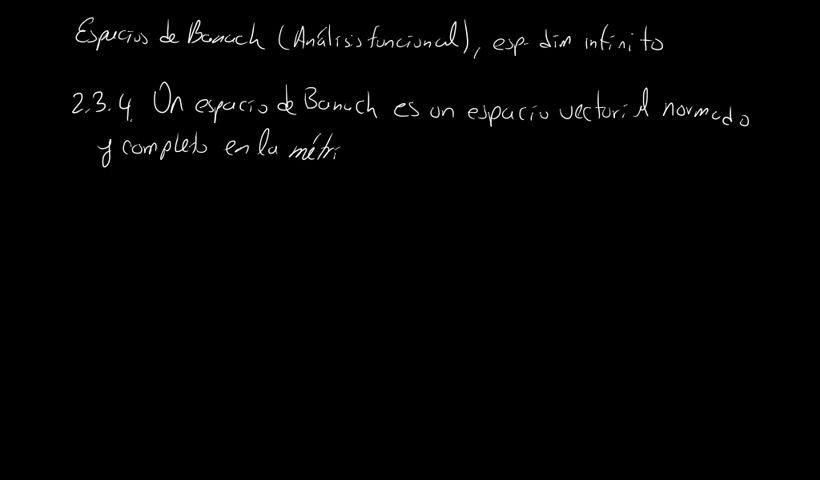 Espacios de Banach (Análisis funcional), esp. dim infinito
2.3.4. Un espacio de Banach es un espacio vectorial normado
y completo en la métri